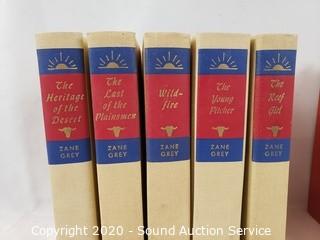 The
Heritage
of the
Desert
ZANE
GREY
The
Last
of the
Plainsmen
ZANE
GREY
Wild-
fire
ZANE
GREY
The
Young
Pitcher
ZANE
GREY
The
Reef
Girl
ZANE
GREY
Copyright © 2020 - Sound Auction Service